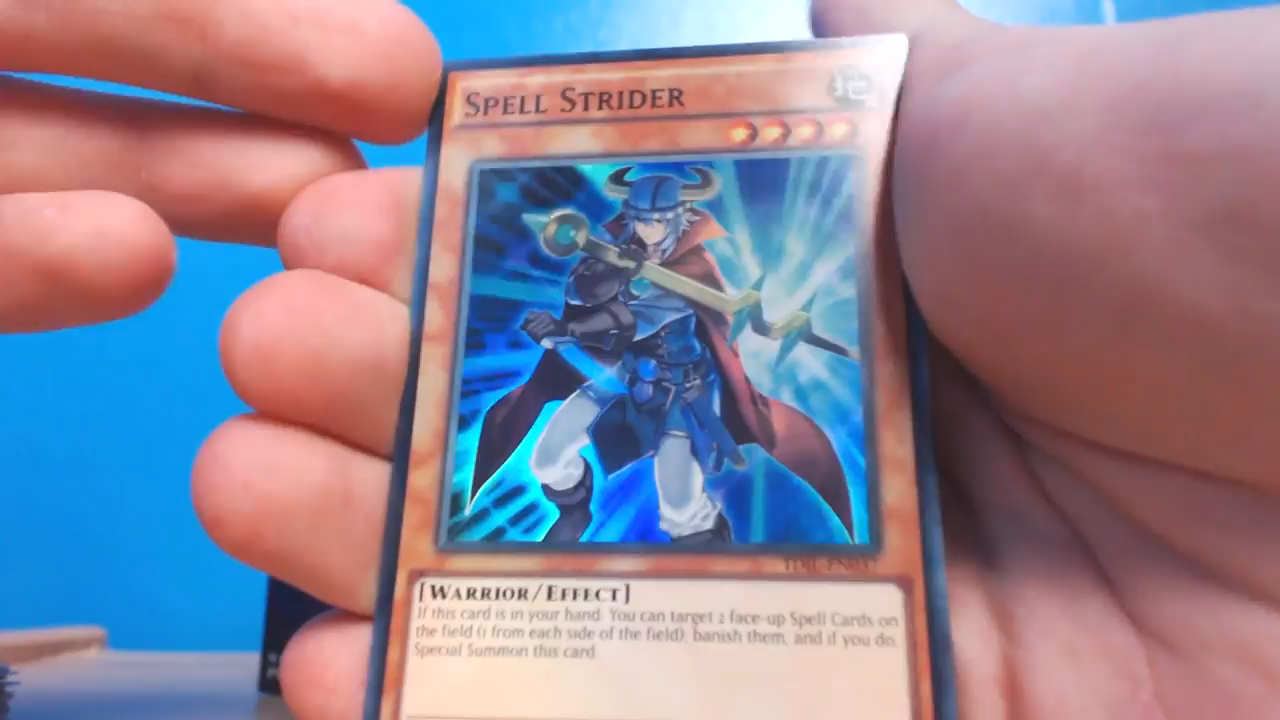 SPELL STRIDER
地
[WARRIOR/EFFECT]
If this card is in your hand: You can target 2 face-up Spell Cards on
the field (1 from each side of the field); banish them, and if you do,
Special Summon this card.